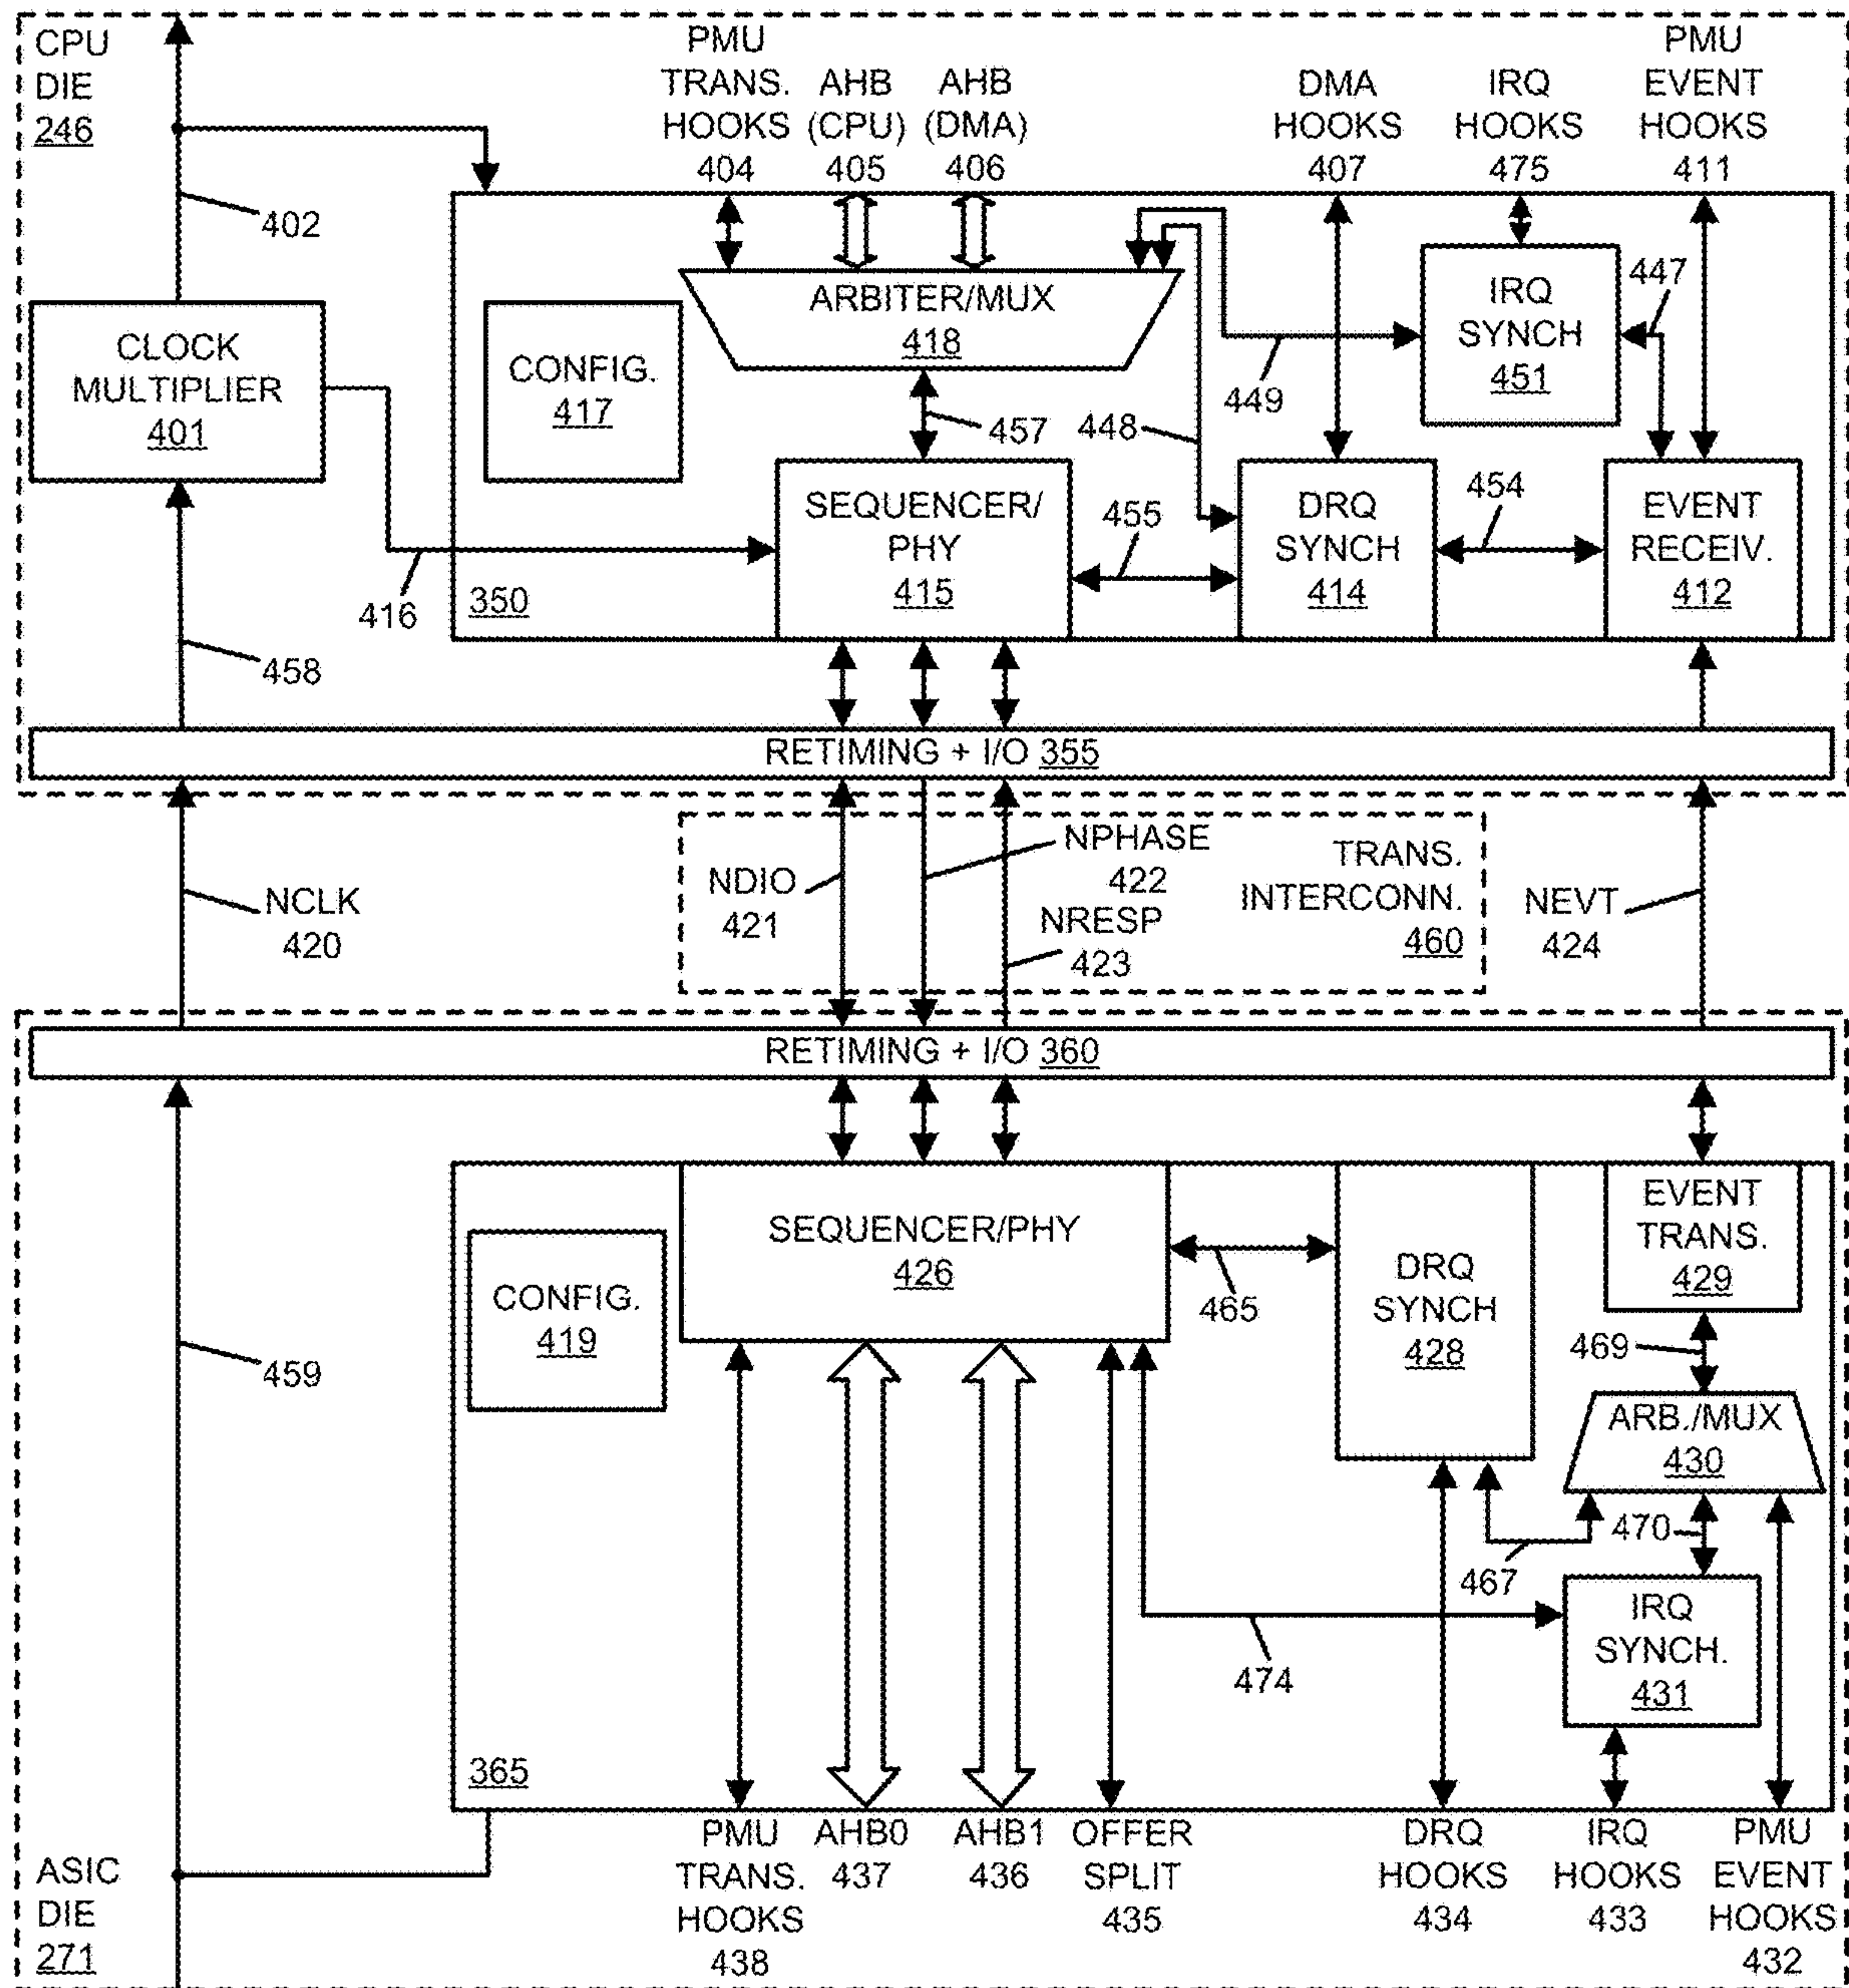 CPU
DIE
246
PMU
TRANS.
HOOKS
404
AHB
(CPU)
405
AHB
(DMA)
406
DMA
HOOKS
407
IRQ
HOOKS
475
PMU
EVENT
HOOKS
411
402
CLOCK
MULTIPLIER
401
CONFIG.
417
ARBITER/MUX
418
IRQ
SYNCH
451
447
449
457
448
SEQUENCER/
PHY
415
455
DRQ
SYNCH
414
454
EVENT
RECEIV.
412
416
350
458
RETIMING + I/O 355
NCLK
420
NDIO
421
NPHASE
422
NRESP
423
TRANS.
INTERCONN.
460
NEVT
424
RETIMING + I/O 360
SEQUENCER/PHY
426
CONFIG.
419
465
DRQ
SYNCH
428
EVENT
TRANS.
429
469
ARB./MUX
430
459
467
470
474
IRQ
SYNCH.
431
365
ASIC
DIE
271
PMU
TRANS.
HOOKS
438
AHB0
437
AHB1
436
OFFER
SPLIT
435
DRQ
HOOKS
434
IRQ
HOOKS
433
PMU
EVENT
HOOKS
432